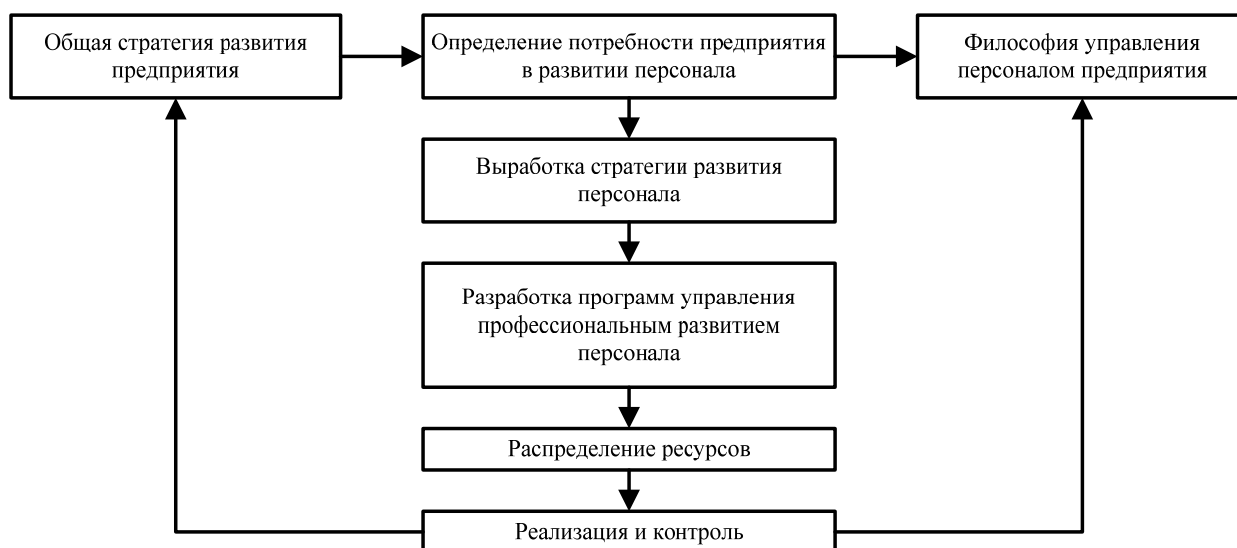 Общая стратегия развития
предприятия
Определение потребности предприятия
в развитии персонала
Философия управления
персоналом предприятия
Выработка стратегии развития
персонала
Разработка программ управления
профессиональным развитием
персонала
Распределение ресурсов
Реализация и контроль